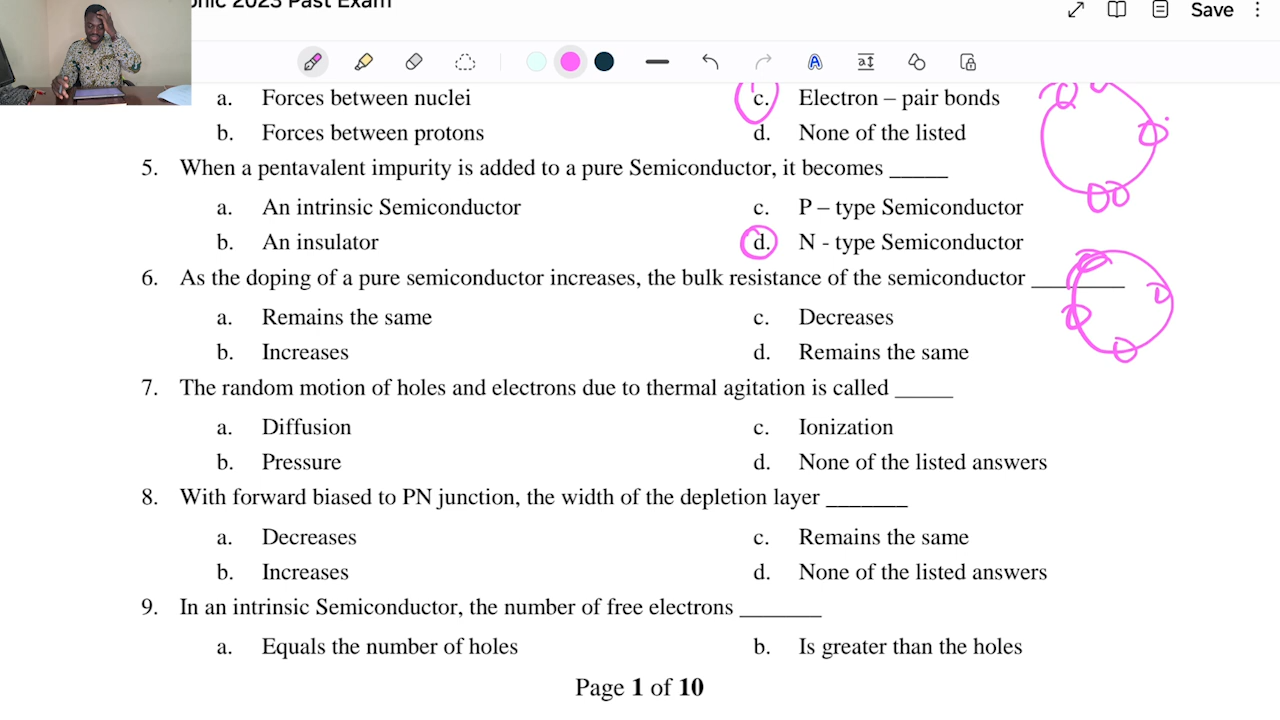 2023 Past Exam
Save
a. Forces between nuclei c. Electron – pair bonds
b. Forces between protons d. None of the listed
5. When a pentavalent impurity is added to a pure Semiconductor, it becomes _____
a. An intrinsic Semiconductor c. P – type Semiconductor
b. An insulator d. N - type Semiconductor
6. As the doping of a pure semiconductor increases, the bulk resistance of the semiconductor ________
a. Remains the same c. Decreases
b. Increases d. Remains the same
7. The random motion of holes and electrons due to thermal agitation is called _____
a. Diffusion c. Ionization
b. Pressure d. None of the listed answers
8. With forward biased to PN junction, the width of the depletion layer _______
a. Decreases c. Remains the same
b. Increases d. None of the listed answers
9. In an intrinsic Semiconductor, the number of free electrons _______
a. Equals the number of holes b. Is greater than the holes
Page 1 of 10